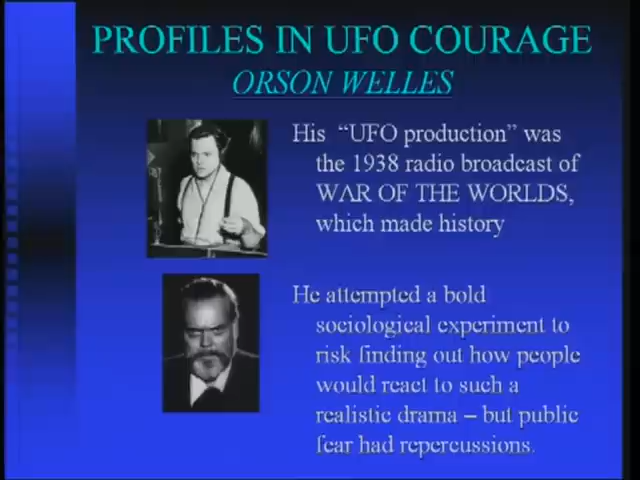 PROFILES IN UFO COURAGE
ORSON WELLES
His “UFO production” was
the 1938 radio broadcast of
WAR OF THE WORLDS,
which made history
He attempted a bold
sociological experiment to
risk finding out how people
would react to such a
realistic drama – but public
fear had repercussions.